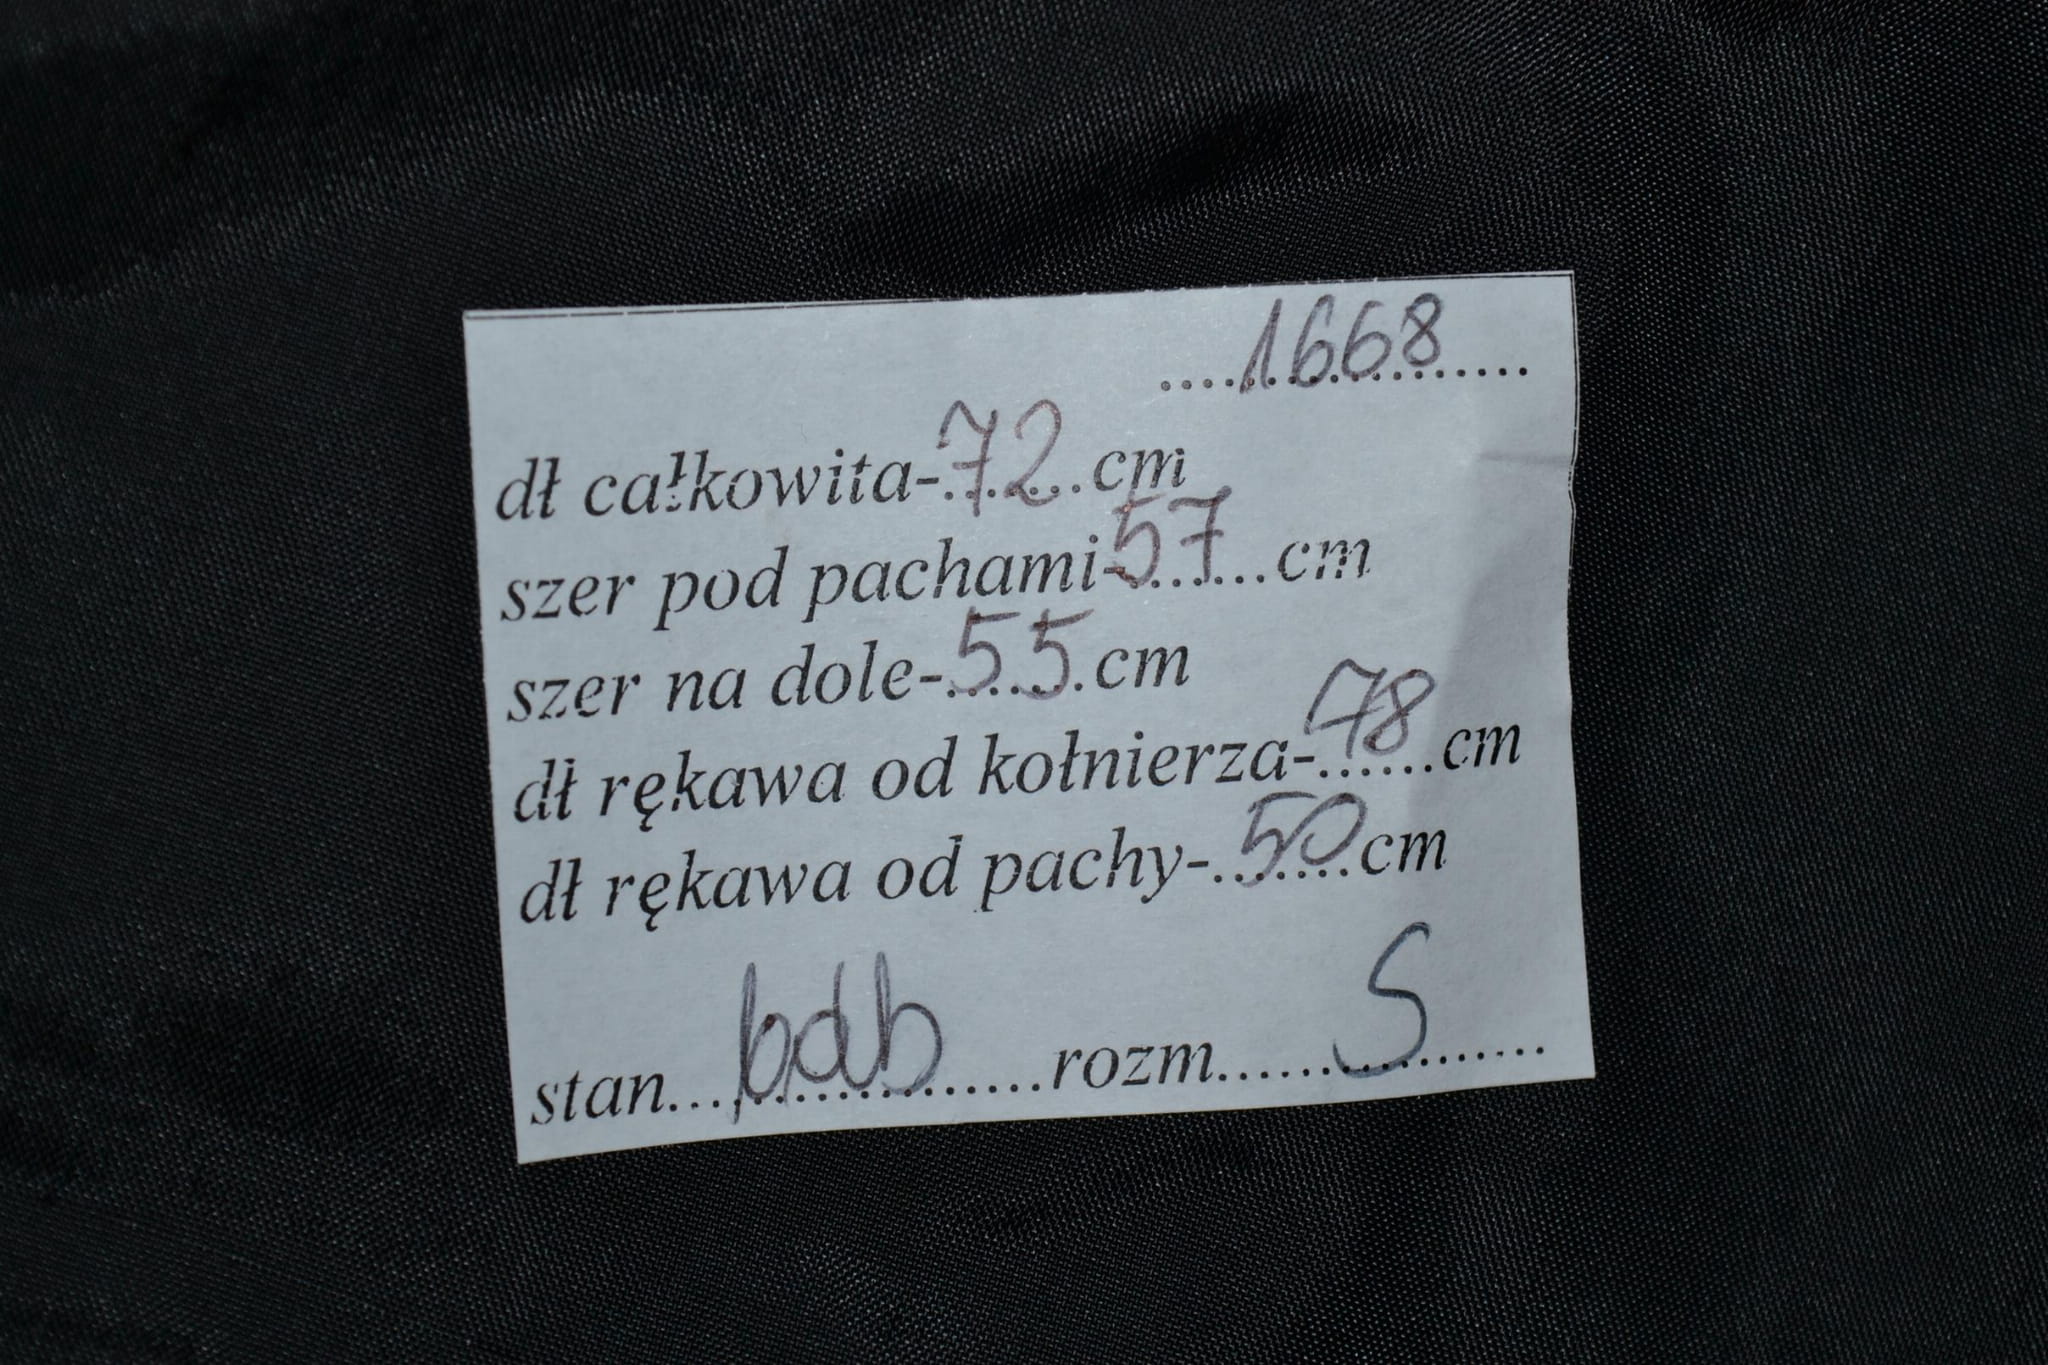 ....1668........
dł całkowita-72 cm
szer pod pachami-57 cm
szer na dole-55 cm
dł rękawa od kołnierza-78 cm
dł rękawa od pachy-50 cm
stan...bdb.......rozm......S........